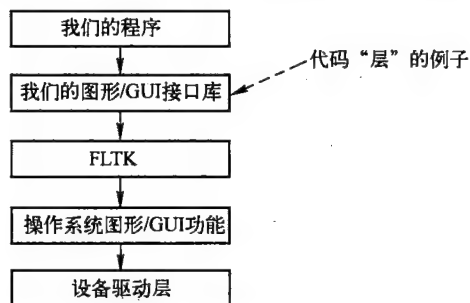 我们的程序
代码“层”的例子
我们的图形/GUI接口库
FLTK
操作系统图形/GUI功能
设备驱动层